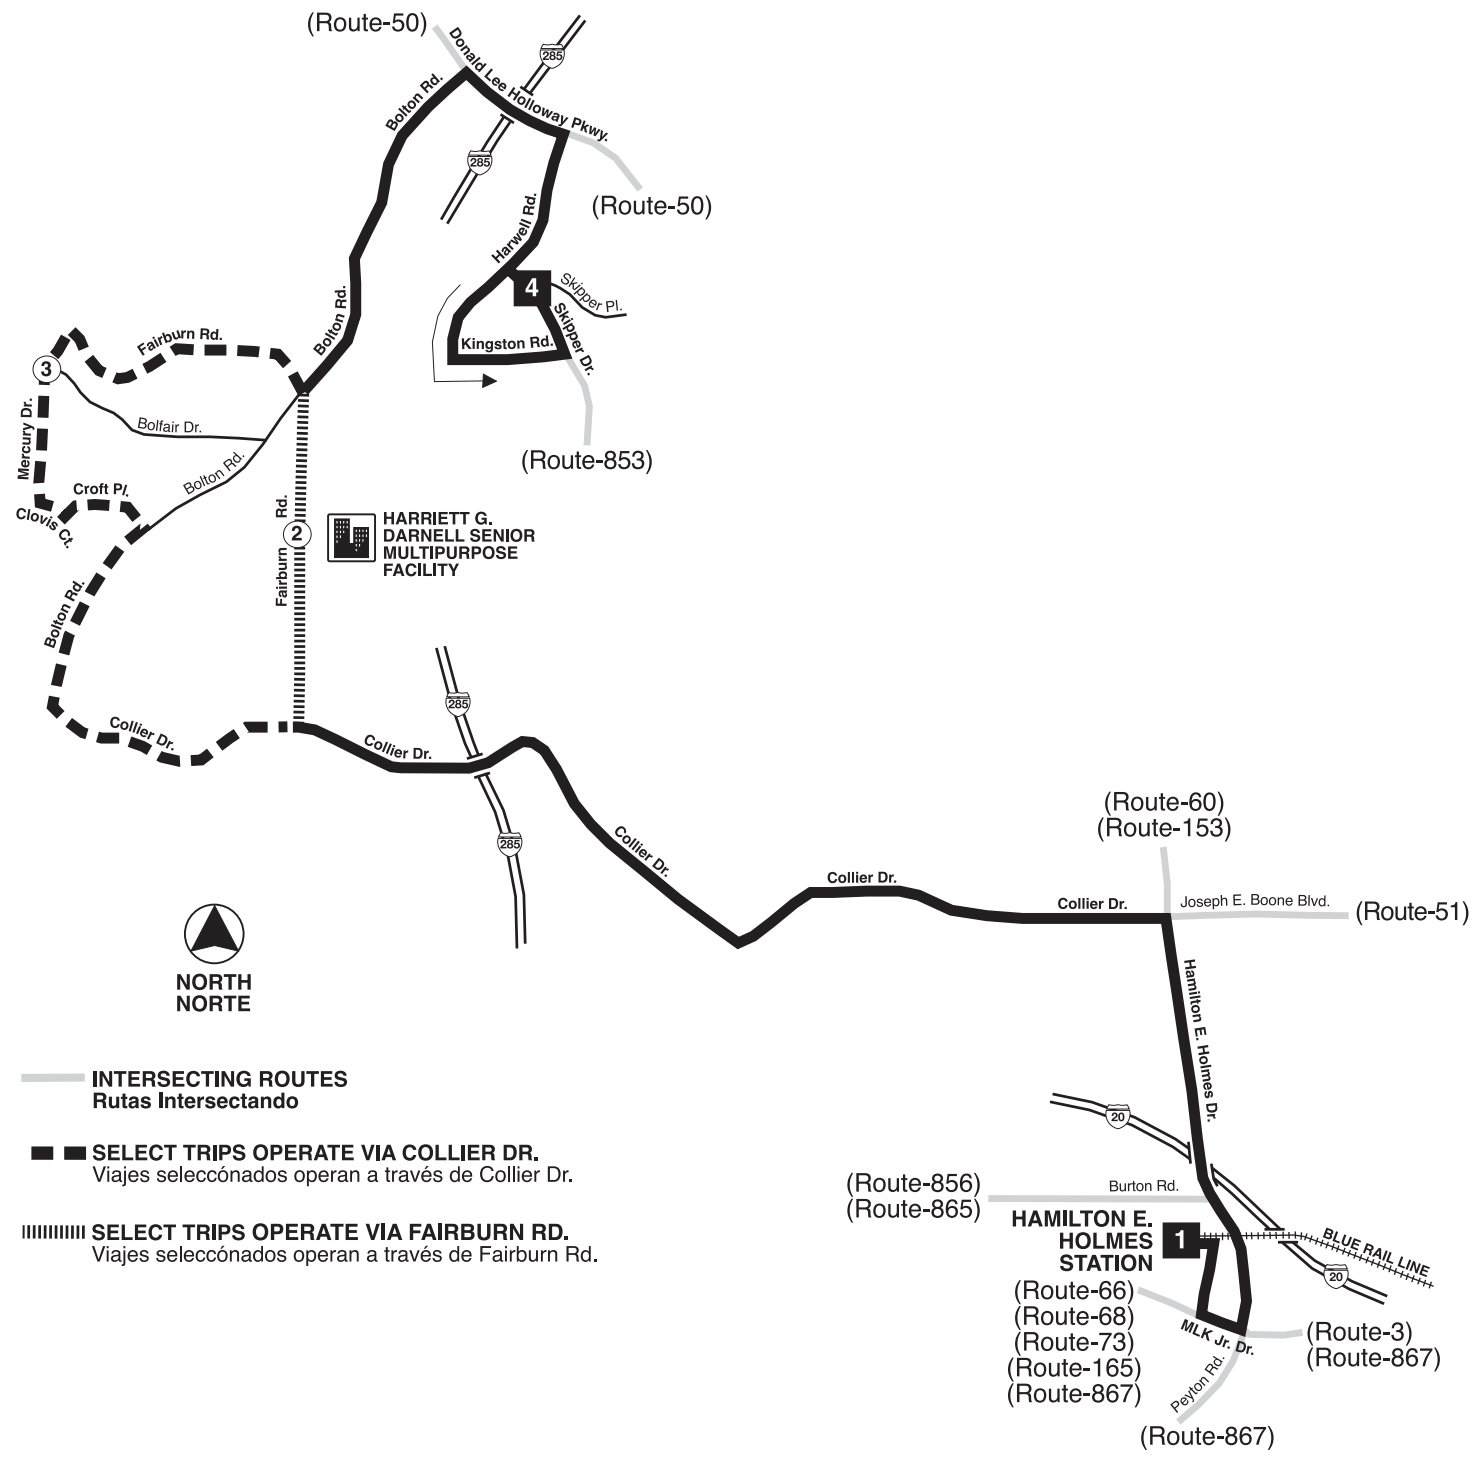 (Route-50)
Donald Lee Holloway Pkwy.
285
Bolton Rd.
285
(Route-50)
Harwell Rd.
4
Skipper Pl.
Skipper Dr.
Kingston Rd.
Bolton Rd.
Fairburn Rd.
3
Mercury Dr.
Bolfair Dr.
(Route-853)
Bolton Rd.
Croft Pl.
Clovis Ct.
Fairburn Rd.
2
HARRIETT G.
DARNELL SENIOR
MULTIPURPOSE
FACILITY
Bolton Rd.
285
Collier Dr.
Collier Dr.
285
Collier Dr.
Collier Dr.
Collier Dr.
(Route-60)
(Route-153)
Joseph E. Boone Blvd.
(Route-51)
NORTH
NORTE
Hamilton E. Holmes Dr.
INTERSECTING ROUTES
Rutas Intersectando
SELECT TRIPS OPERATE VIA COLLIER DR.
Viajes seleccónados operan a través de Collier Dr.
SELECT TRIPS OPERATE VIA FAIRBURN RD.
Viajes seleccónados operan a través de Fairburn Rd.
20
(Route-856)
(Route-865)
Burton Rd.
HAMILTON E.
HOLMES
STATION
1
BLUE RAIL LINE
20
(Route-66)
(Route-68)
(Route-73)
(Route-165)
(Route-867)
MLK Jr. Dr.
(Route-3)
(Route-867)
Peyton Rd.
(Route-867)